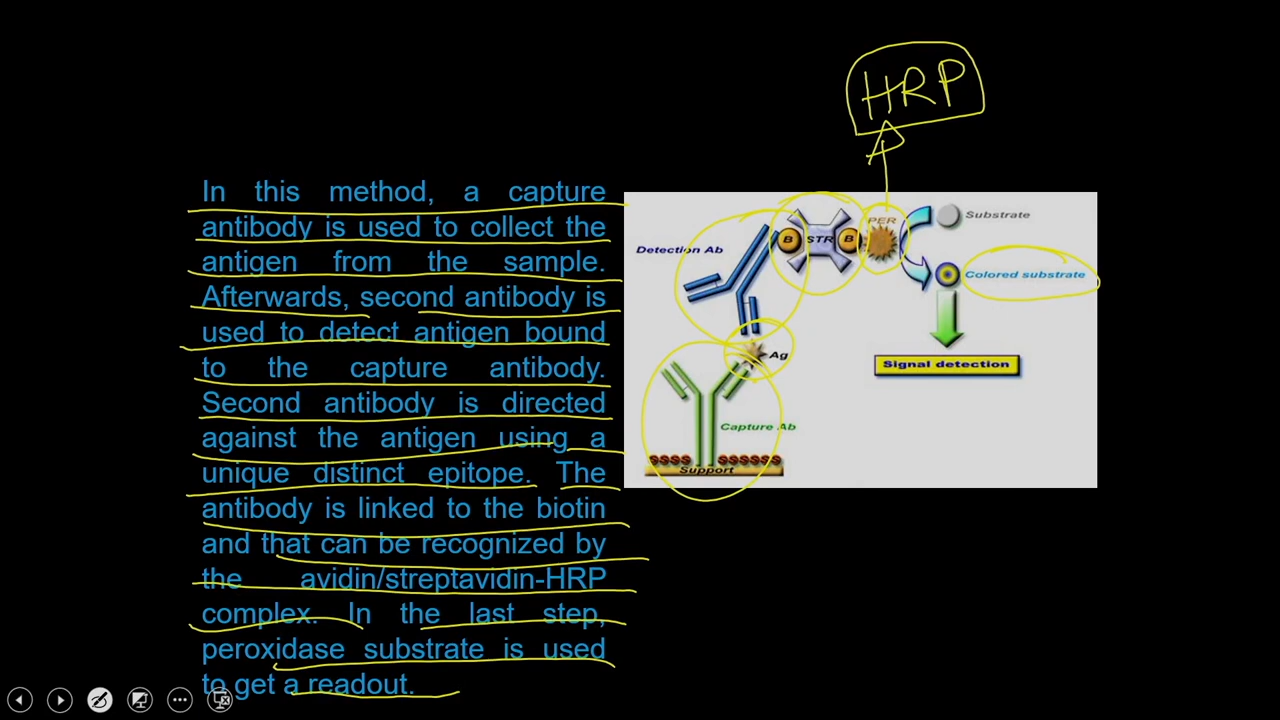 HRP
In this method, a capture
antibody is used to collect the
antigen from the sample.
Afterwards, second antibody is
used to detect antigen bound
to the capture antibody.
Second antibody is directed
against the antigen using a
unique distinct epitope. The
antibody is linked to the biotin
and that can be recognized by
the avidin/streptavidin-HRP
complex. In the last step,
peroxidase substrate is used
to get a readout.
PER
Substrate
Detection Ab
B
STR
B
Colored substrate
Ag
Signal detection
Capture Ab
Support